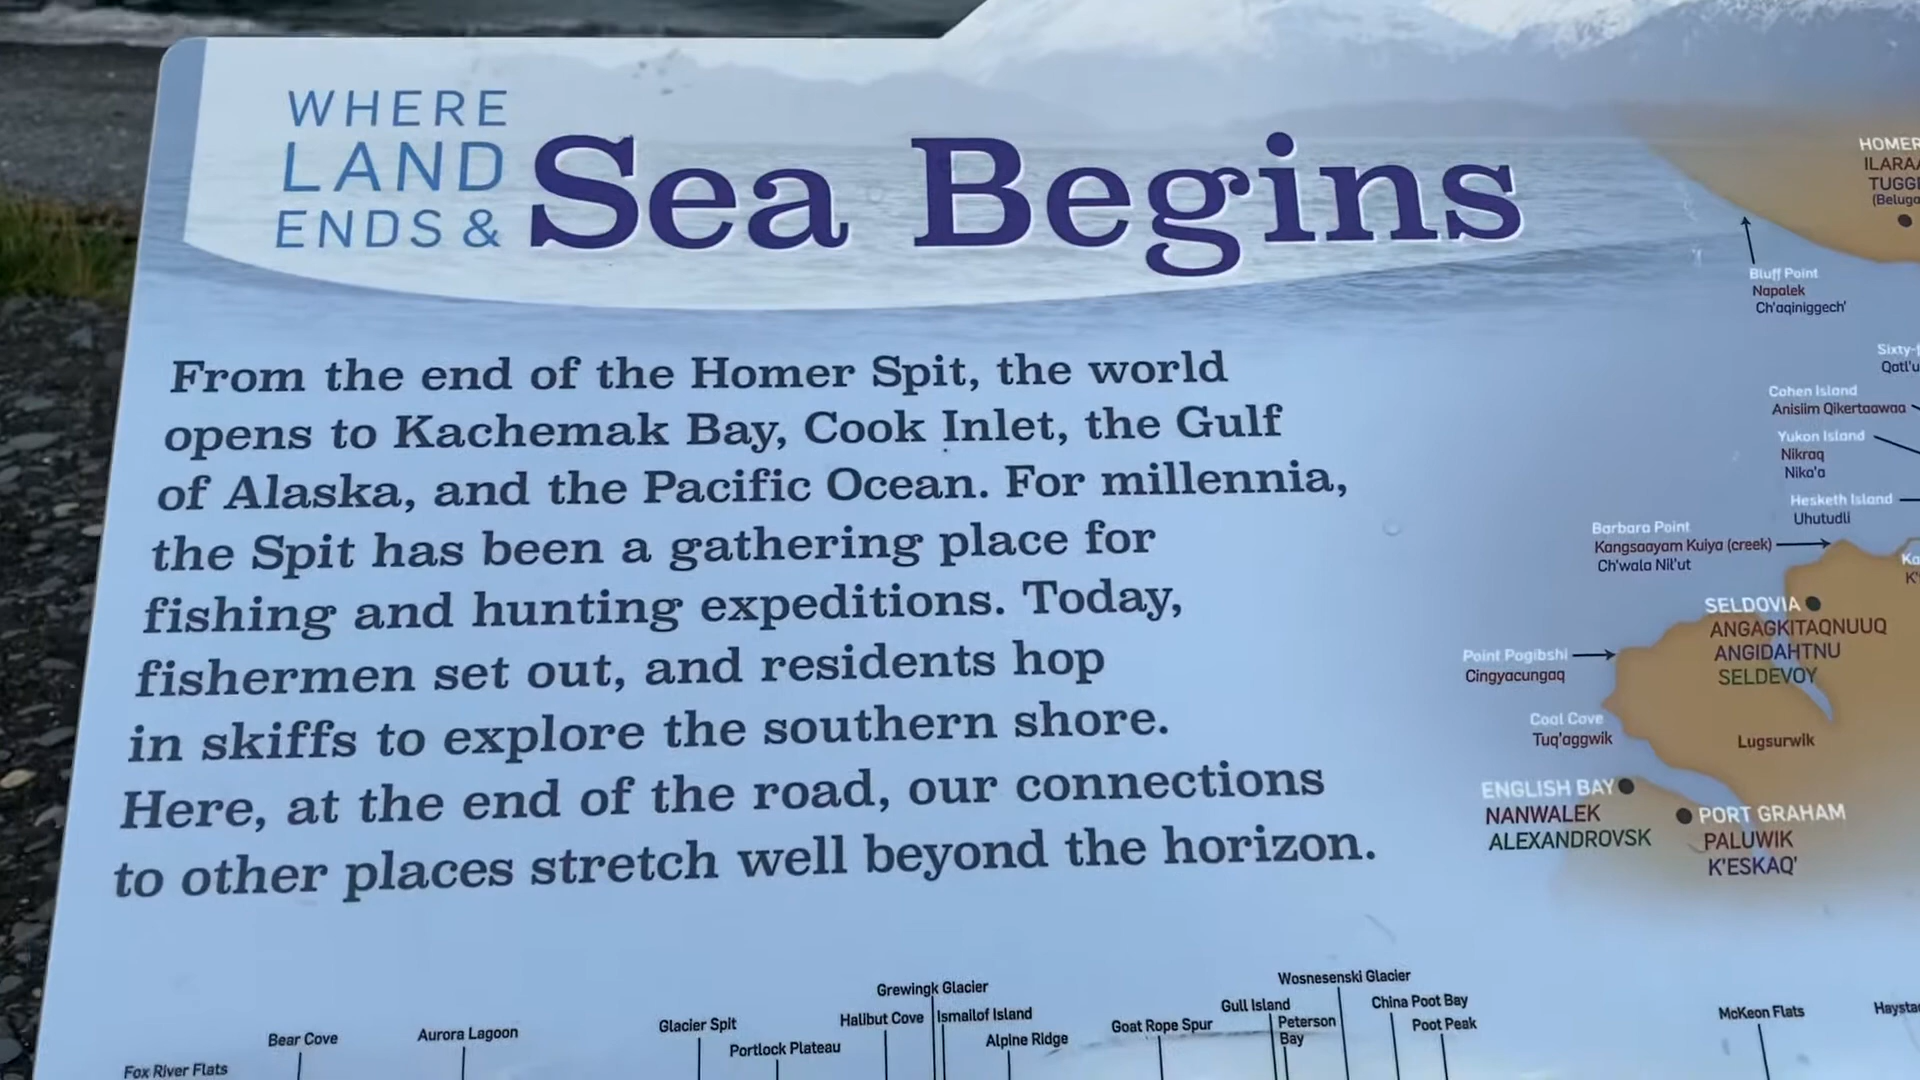 WHERE
LAND
ENDS &
Sea Begins
From the end of the Homer Spit, the world
opens to Kachemak Bay, Cook Inlet, the Gulf
of Alaska, and the Pacific Ocean. For millennia,
the Spit has been a gathering place for
fishing and hunting expeditions. Today,
fishermen set out, and residents hop
in skiffs to explore the southern shore.
Here, at the end of the road, our connections
to other places stretch well beyond the horizon.
HOMER
Bluff Point
Napalek
Ch'aqiniggech'
Cohen Island
Anisiim Qikertaawaa
Yukon Island
Nikraq
Nika'a
Hesketh Island
Uhutudli
Barbara Point
Kangsaayam Kuiya (creek)
Ch'wala Nil'ut
SELDOVIA
ANGAGKITAQNUUQ
ANGIDAHTNU
SELDEVOY
Point Pogibshi
Cingyacungaq
Coal Cove
Tuq'aggwik
Lugsurwik
ENGLISH BAY
NANWALEK
ALEXANDROVSK
PORT GRAHAM
PALUWIK
K'ESKAQ'
Fox River Flats
Bear Cove
Aurora Lagoon
Glacier Spit
Portlock Plateau
Halibut Cove
Grewingk Glacier
Ismailof Island
Alpine Ridge
Goat Rope Spur
Gull Island
Peterson
Bay
Wosnesenski Glacier
China Poot Bay
Poot Peak
McKeon Flats